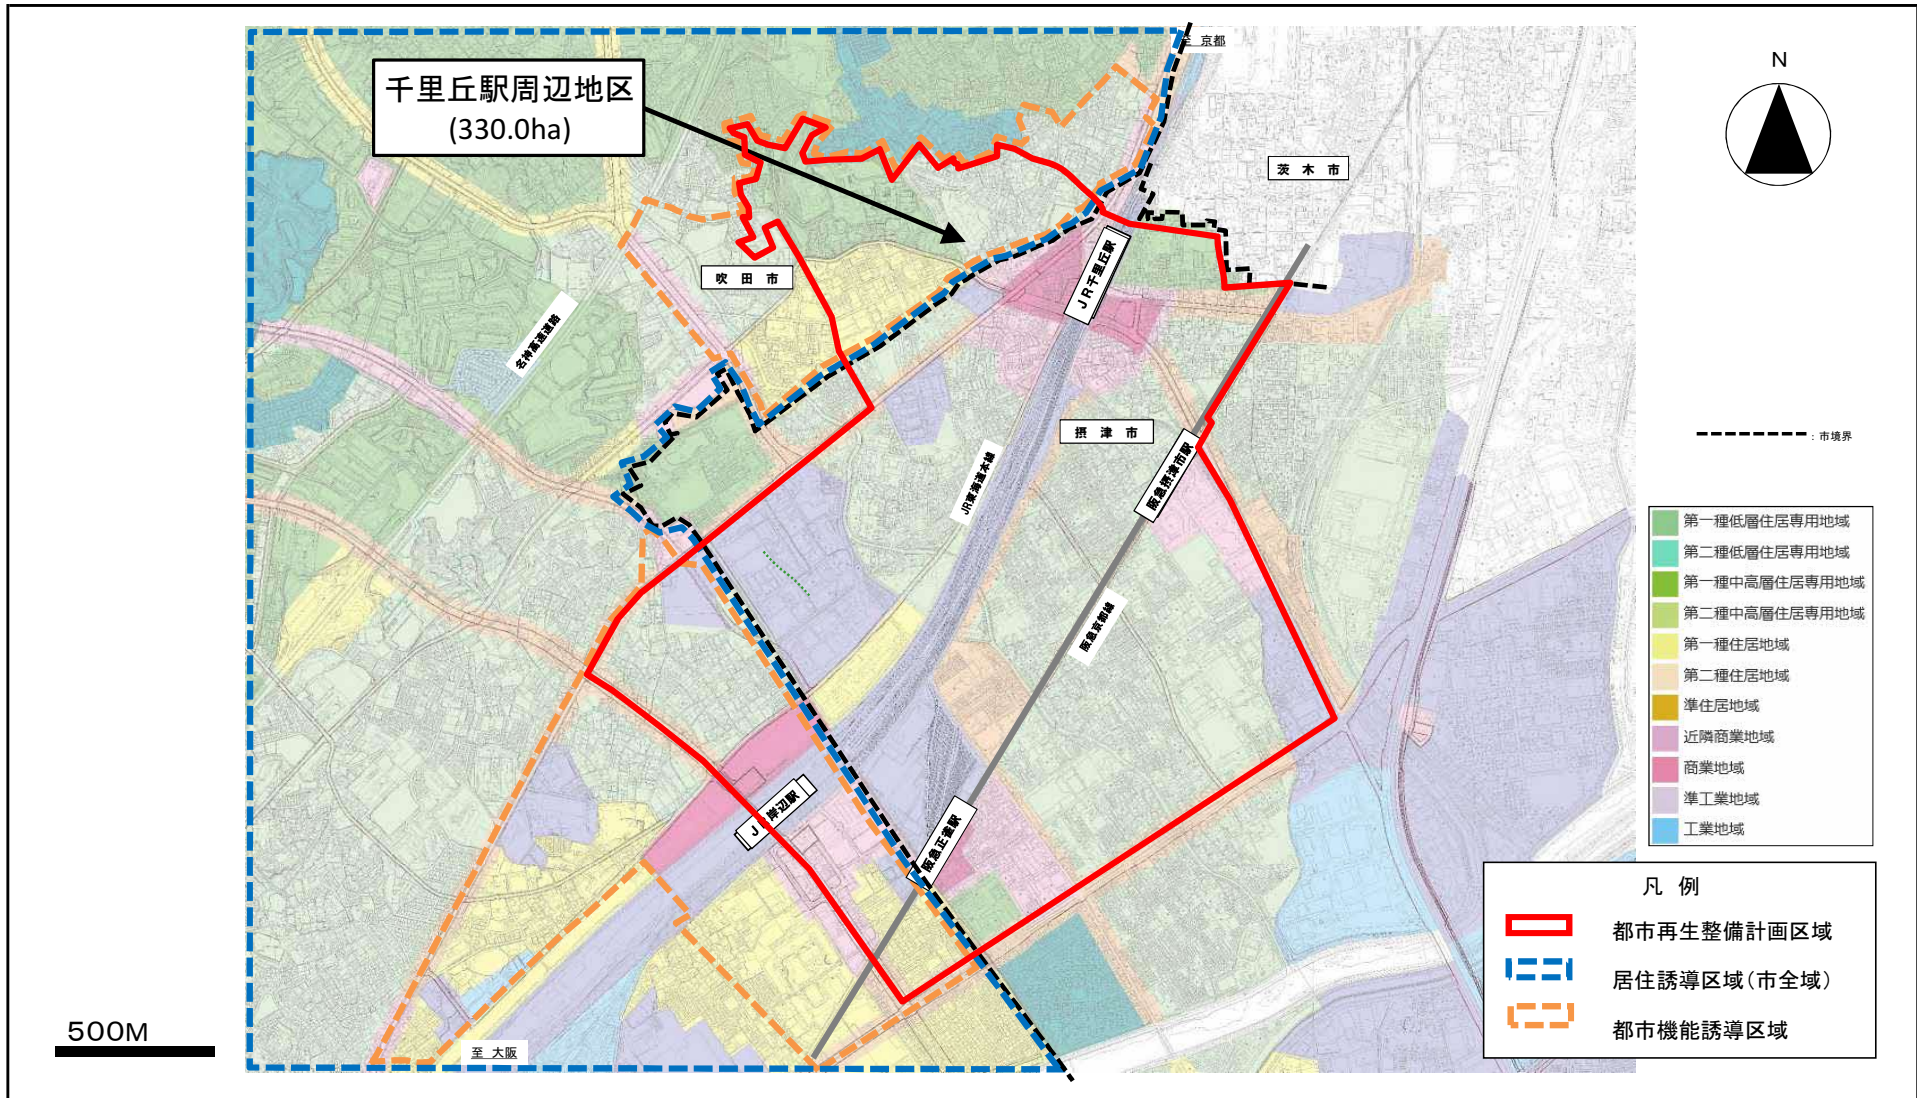 至 京都
千里丘駅周辺地区
(330.0ha)
N
茨 木 市
JR千里丘駅
吹 田 市
名神高速道路
摂 津 市
: 市境界
阪急摂津市駅
JR東海道本線
阪急京都線
第一種低層住居専用地域
第二種低層住居専用地域
第一種中高層住居専用地域
第二種中高層住居専用地域
第一種住居地域
第二種住居地域
準住居地域
近隣商業地域
商業地域
準工業地域
工業地域
阪急正雀駅
凡 例
都市再生整備計画区域
居住誘導区域(市全域)
都市機能誘導区域
500M
至 大阪